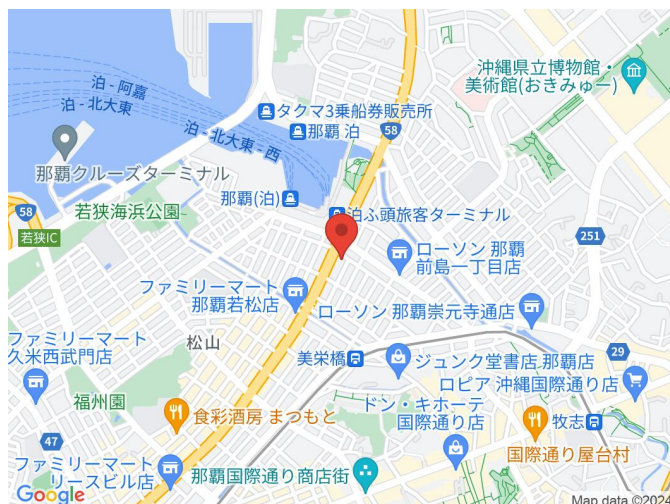 沖縄県立博物館・
美術館(おきみゅー)
泊 - 阿嘉
泊 - 北大東
タクマ3乗船券販売所
泊 - 北大東 - 西
那覇 泊
58
那覇クルーズターミナル
那覇(泊)
58
若狭海浜公園
泊ふ頭旅客ターミナル
若狭IC
251
ローソン 那覇
前島一丁目店
ファミリーマート
那覇若松店
ローソン 那覇崇元寺通店
ファミリーマート
久米西武門店
松山
美栄橋
ジュンク堂書店 那覇店
29
ロピア 沖縄国際通り店
福州園
食彩酒房 まつもと
ドン・キホーテ
国際通り店
牧志
47
国際通り屋台村
ファミリーマート
リースビル店
那覇国際通り商店街
Google
Map data ©2024